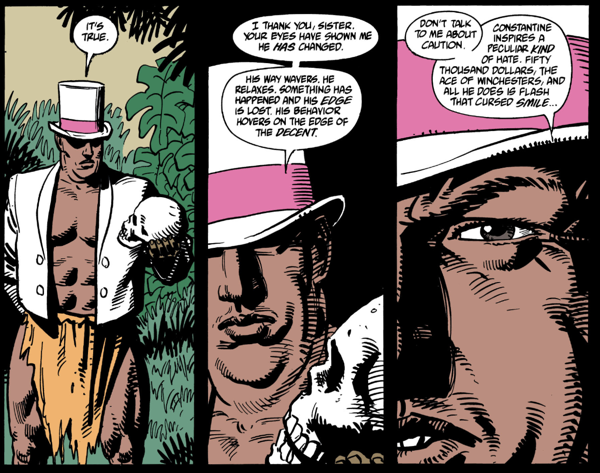 IT'S
TRUE.
I THANK YOU, SISTER.
YOUR EYES HAVE SHOWN ME
HE HAS CHANGED.
HIS WAY WAVERS. HE
RELAXES. SOMETHING HAS
HAPPENED AND HIS EDGE
IS LOST. HIS BEHAVIOR
HOVERS ON THE EDGE OF
THE DECENT.
DON'T TALK
TO ME ABOUT
CAUTION.
CONSTANTINE
INSPIRES A
PECULIAR KIND
OF HATE. FIFTY
THOUSAND DOLLARS, THE
ACE OF WINCHESTERS, AND
ALL HE DOES IS FLASH
THAT CURSED SMILE...